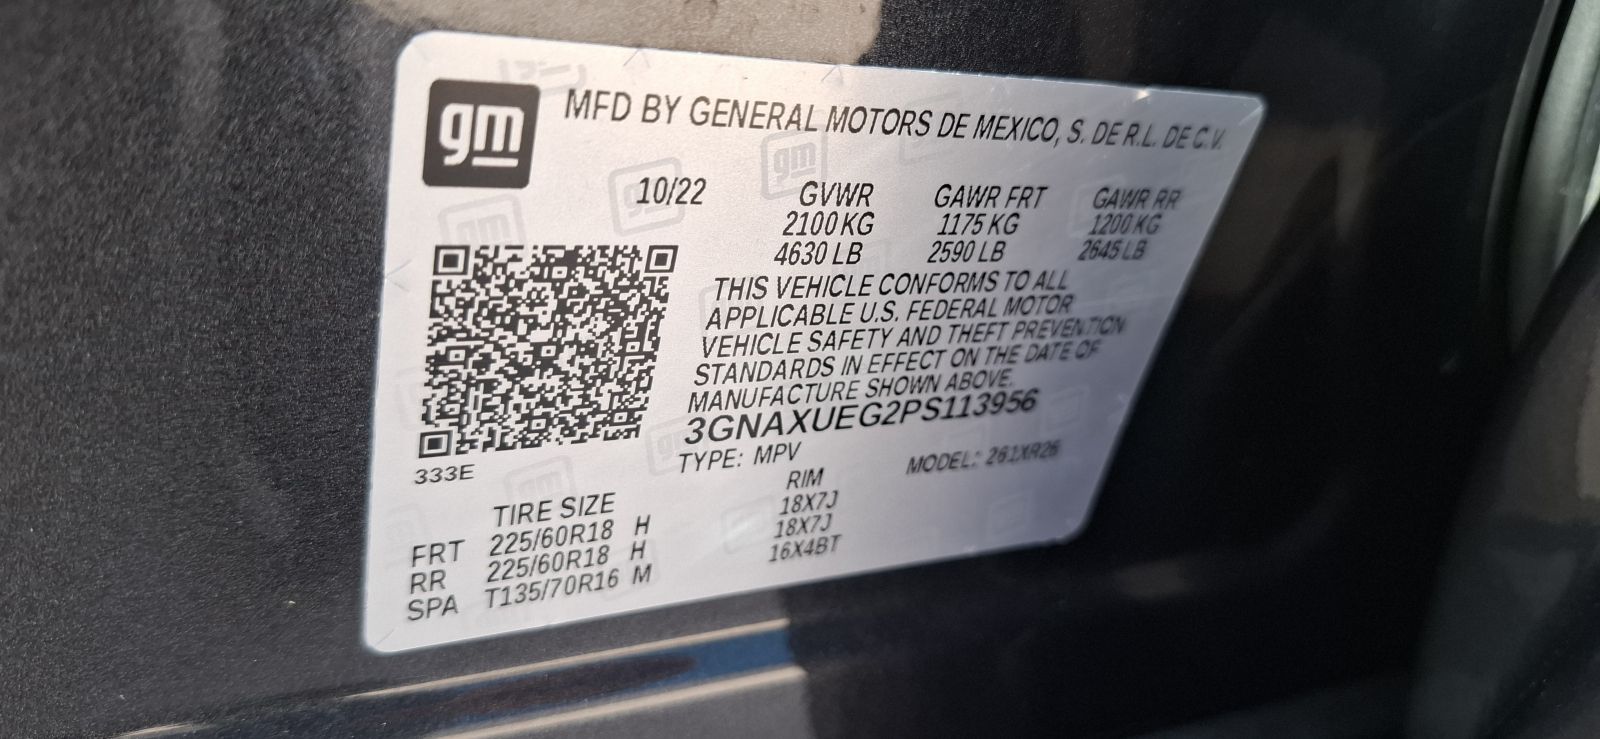 gm
MFD BY GENERAL MOTORS DE MEXICO, S. DE R.L. DE C.V.
10/22 GVWR GAWR FRT GAWR RR
2100 KG 1175 KG 1200 KG
4630 LB 2590 LB 2645 LB
THIS VEHICLE CONFORMS TO ALL
APPLICABLE U.S. FEDERAL MOTOR
VEHICLE SAFETY AND THEFT PREVENTION
STANDARDS IN EFFECT ON THE DATE OF
MANUFACTURE SHOWN ABOVE.
3GNAXUEG2PS113956
TYPE: MPV MODEL: 261XR26
333E
TIRE SIZE RIM
FRT 225/60R18 H 18X7J
RR 225/60R18 H 18X7J
SPA T135/70R16 M 16X4BT